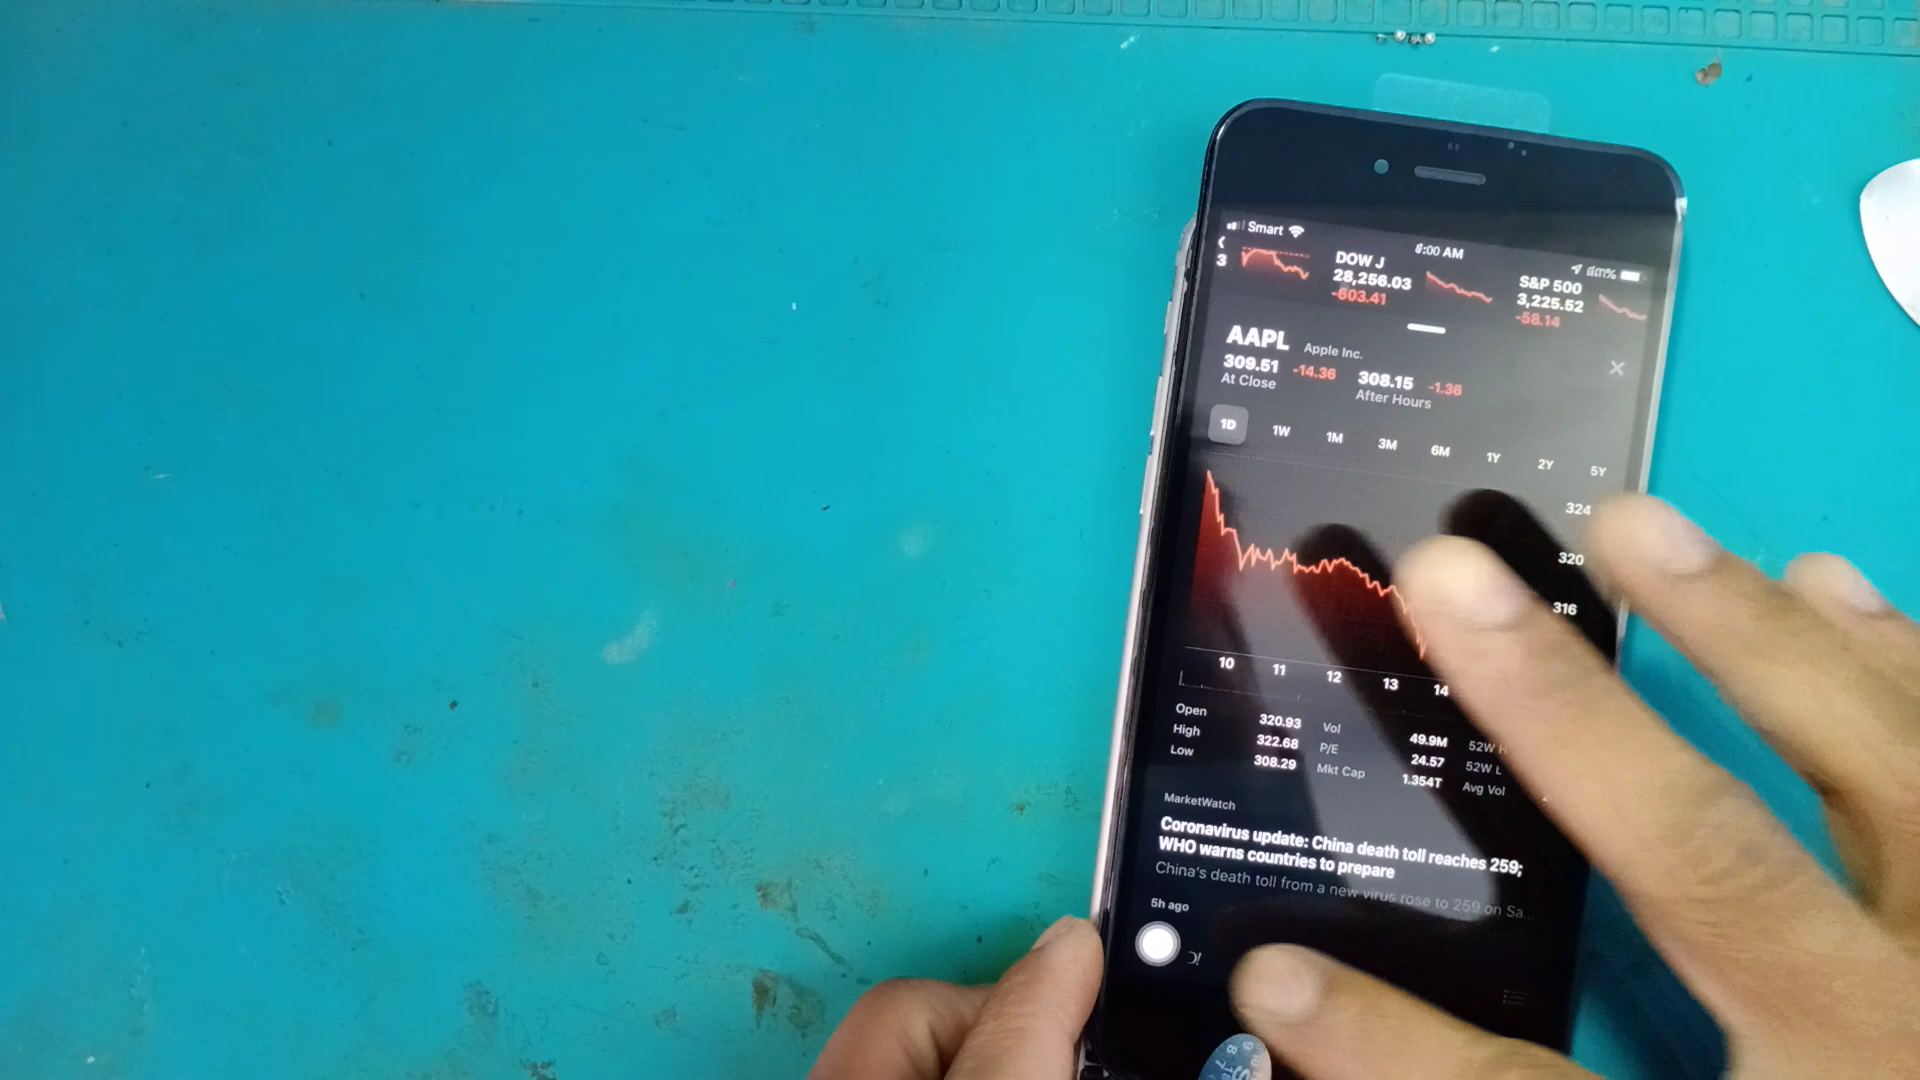 Smart
8:00 AM
3
DOW J
28,256.03
-603.41
S&P 500
3,225.52
-58.14
AAPL Apple Inc.
309.51 -14.36 308.15 -1.36
At Close After Hours
1D 1W 1M 3M 6M 1Y 2Y 5Y
324
320
316
10 11 12 13 14
Open 320.93 Vol 49.9M 52W H
High 322.68 P/E 24.57 52W L
Low 308.29 Mkt Cap 1.354T Avg Vol
MarketWatch
Coronavirus update: China death toll reaches 259;
WHO warns countries to prepare
China's death toll from a new virus rose to 259 on Sa...
5h ago